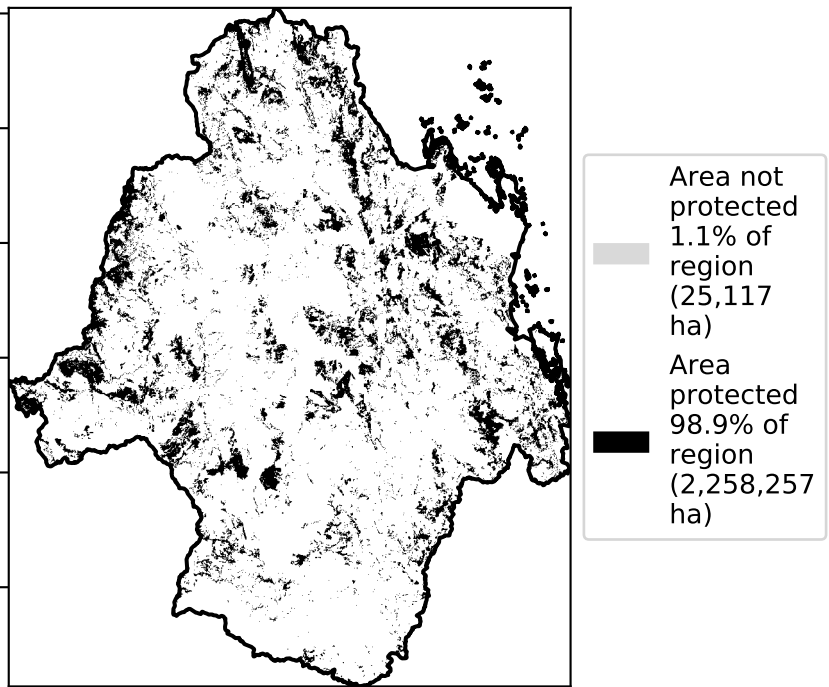 Area not
protected
1.1% of
region
(25,117
ha)
Area
protected
98.9% of
region
(2,258,257
ha)